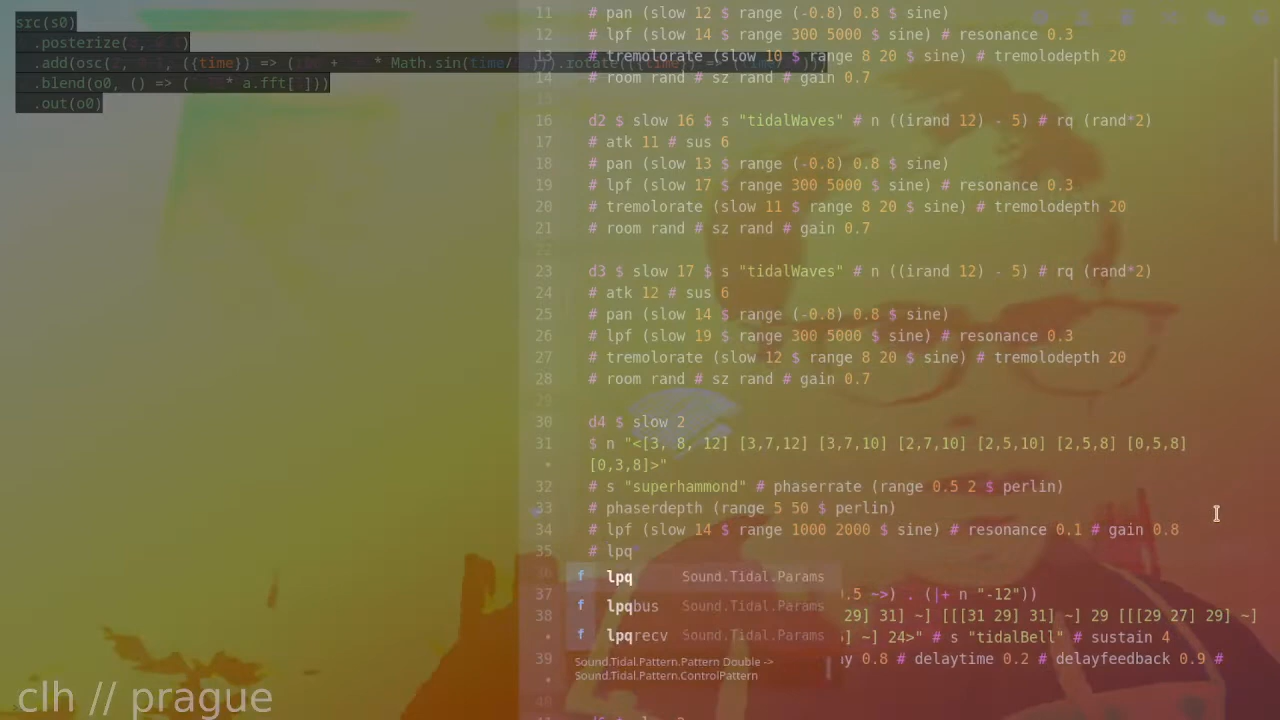 src(s0)
.posterize( , )
.add(osc( , , ((time)) => ( + * Math.sin(time/ ))).rotate(((time)) => (time/ )))
.blend(o0, () => ( * a.fft[ ]))
.out(o0)
11 # pan (slow 12 $ range (-0.8) 0.8 $ sine)
12 # lpf (slow 14 $ range 300 5000 $ sine) # resonance 0.3
13 # tremolorate (slow 10 $ range 8 20 $ sine) # tremolodepth 20
14 # room rand # sz rand # gain 0.7
15
16 d2 $ slow 16 $ s "tidalWaves" # n ((irand 12) - 5) # rq (rand*2)
17 # atk 11 # sus 6
18 # pan (slow 13 $ range (-0.8) 0.8 $ sine)
19 # lpf (slow 17 $ range 300 5000 $ sine) # resonance 0.3
20 # tremolorate (slow 11 $ range 8 20 $ sine) # tremolodepth 20
21 # room rand # sz rand # gain 0.7
22
23 d3 $ slow 17 $ s "tidalWaves" # n ((irand 12) - 5) # rq (rand*2)
24 # atk 12 # sus 6
25 # pan (slow 14 $ range (-0.8) 0.8 $ sine)
26 # lpf (slow 19 $ range 300 5000 $ sine) # resonance 0.3
27 # tremolorate (slow 12 $ range 8 20 $ sine) # tremolodepth 20
28 # room rand # sz rand # gain 0.7
29
30 d4 $ slow 2
31 $ n "<[3, 8, 12] [3,7,12] [3,7,10] [2,7,10] [2,5,10] [2,5,8] [0,5,8]
• [0,3,8]>"
32 # s "superhammond" # phaserrate (range 0.5 2 $ perlin)
33 # phaserdepth (range 5 50 $ perlin)
34 # lpf (slow 14 $ range 1000 2000 $ sine) # resonance 0.1 # gain 0.8
35 # lpq
36
f lpq Sound.Tidal.Params
37 .5 ~>) . (|+ n "-12"))
f lpqbus Sound.Tidal.Params
38 29] 31] ~] [[[31 29] 31] ~] 29 [[[29 27] 29] ~]
f lpqrecv Sound.Tidal.Params
• ] ~] 24>" # s "tidalBell" # sustain 4
39 y 0.8 # delaytime 0.2 # delayfeedback 0.9 #
Sound.Tidal.Pattern.Pattern Double ->
Sound.Tidal.Pattern.ControlPattern
40
clh // prague